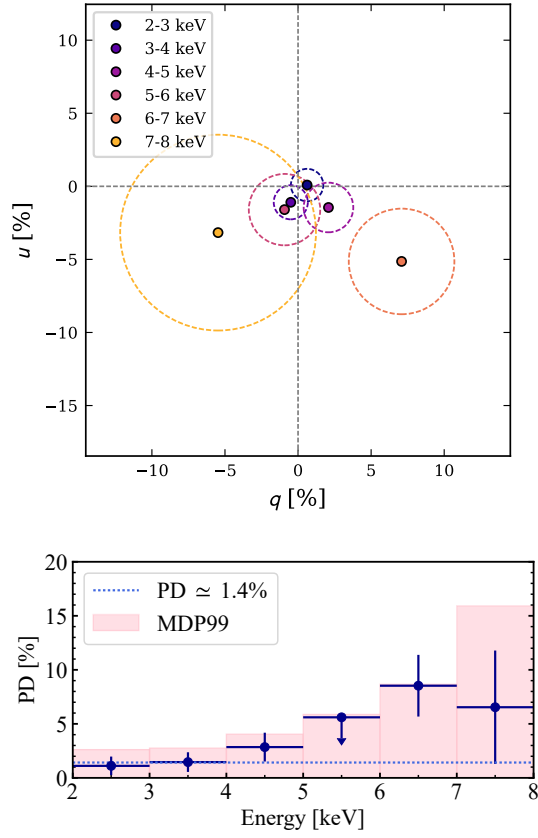 10
5
0
−5
−10
−15
u [%]
2-3 keV
3-4 keV
4-5 keV
5-6 keV
6-7 keV
7-8 keV
−10 −5 0 5 10
q [%]
20
15
10
5
0
PD [%]
PD ≃ 1.4%
MDP99
2 3 4 5 6 7 8
Energy [keV]